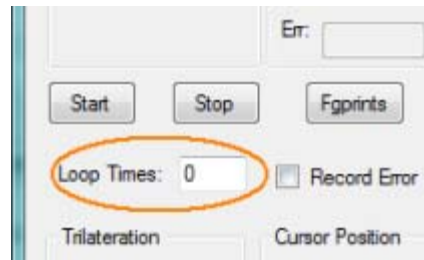 Err:
Start Stop Fgprints
Loop Times: 0 Record Error
Trilateration Cursor Position